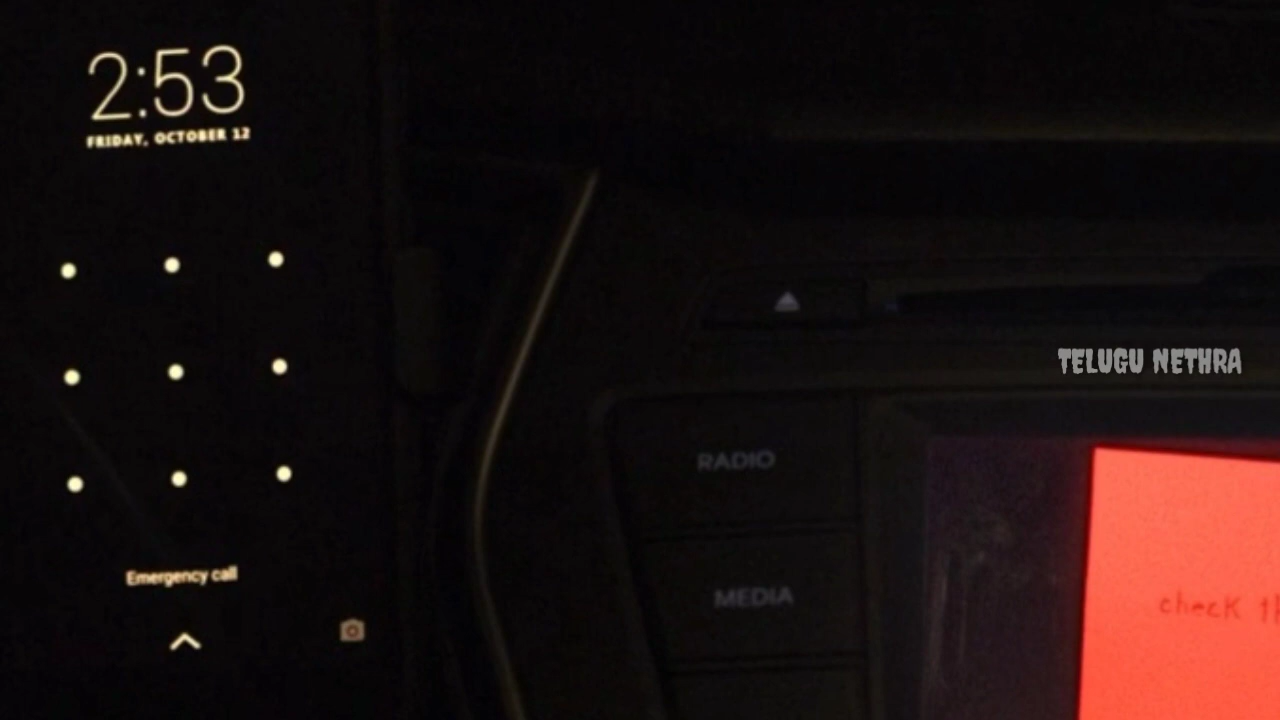 2:53
FRIDAY, OCTOBER 12
TELUGU NETHRA
RADIO
MEDIA
check
Emergency call